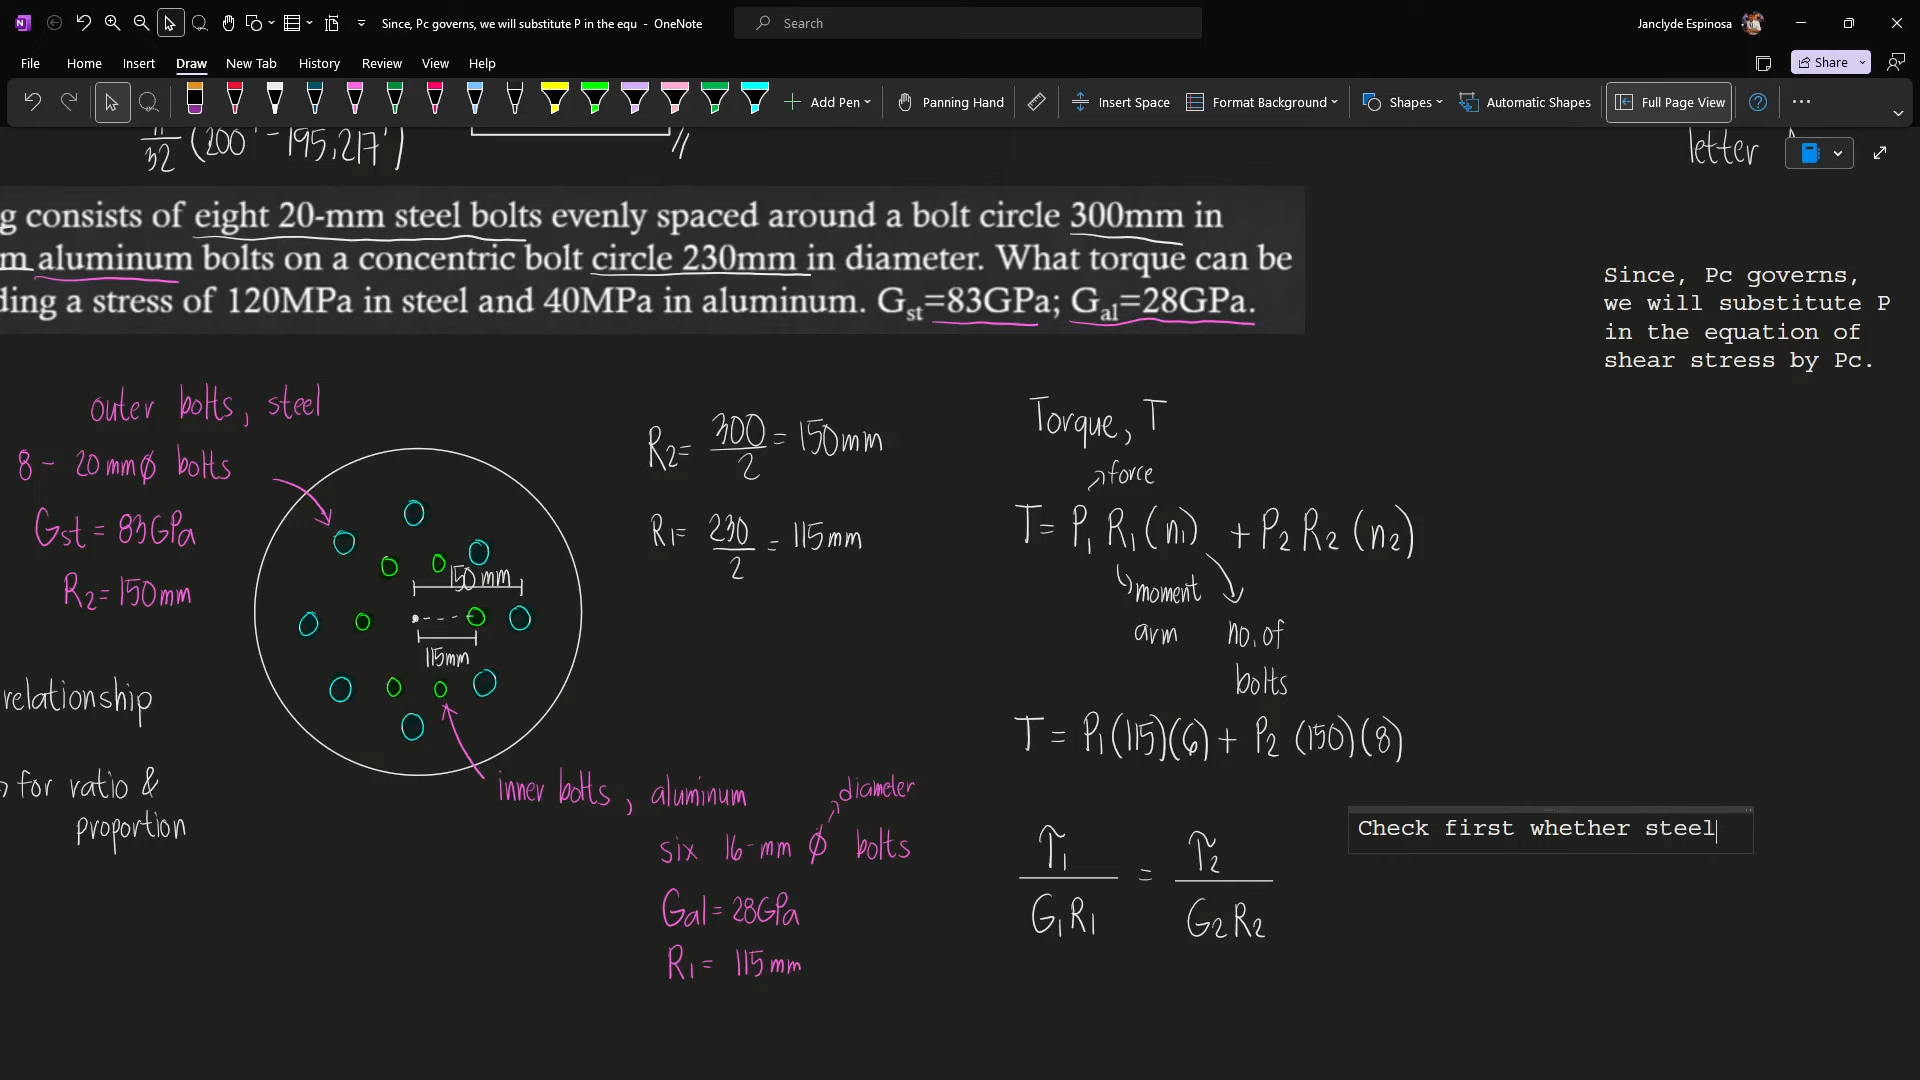 Since, Pc governs, we will substitute P in the equ - OneNote
Search
Janclyde Espinosa
File Home Insert Draw New Tab History Review View Help
Share
Add Pen
Panning Hand
Insert Space
Format Background
Shapes
Automatic Shapes
Full Page View
32 (200 - 195.217 )
letter
g consists of eight 20-mm steel bolts evenly spaced around a bolt circle 300mm in
m aluminum bolts on a concentric bolt circle 230mm in diameter. What torque can be
ding a stress of 120MPa in steel and 40MPa in aluminum. Gst=83GPa; Gal=28GPa.
Since, Pc governs,
we will substitute P
in the equation of
shear stress by Pc.
outer bolts, steel
8 - 20mmø bolts
Gst = 83GPa
R2 = 150mm
relationship
for ratio &
proportion
150mm
115mm
R2 = 300/2 = 150mm
R1 = 230/2 = 115mm
inner bolts, aluminum
diameter
six 16-mm ø bolts
Gal = 28GPa
R1 = 115mm
Torque, T
force
T = P1 R1 (n1) + P2 R2 (n2)
moment
arm
no. of
bolts
T = P1 (115)(6) + P2 (150)(8)
τ1 / G1R1 = τ2 / G2R2
Check first whether steel